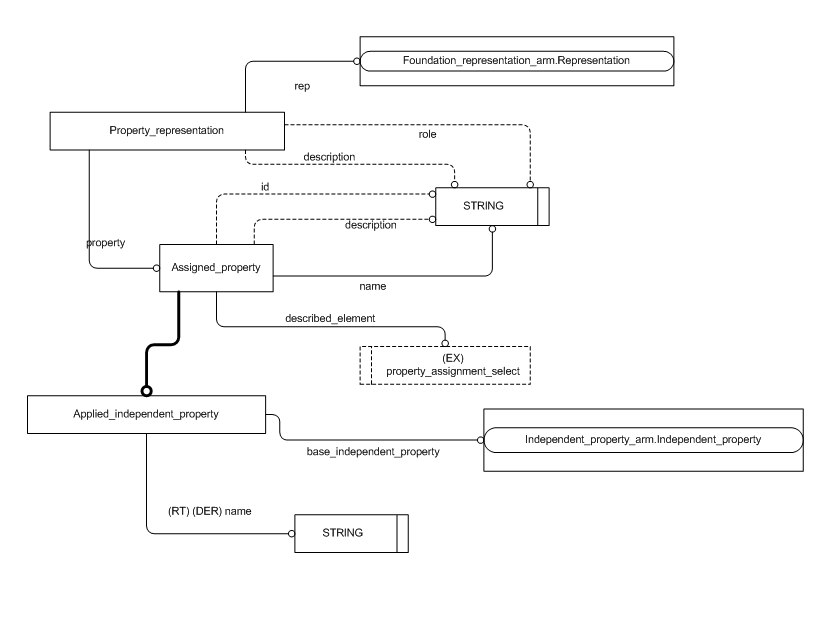 Foundation_representation_arm.Representation
rep
Property_representation
role
description
id
STRING
description
property
Assigned_property
name
described_element
(EX)
property_assignment_select
Applied_independent_property
Independent_property_arm.Independent_property
base_independent_property
(RT) (DER) name
STRING